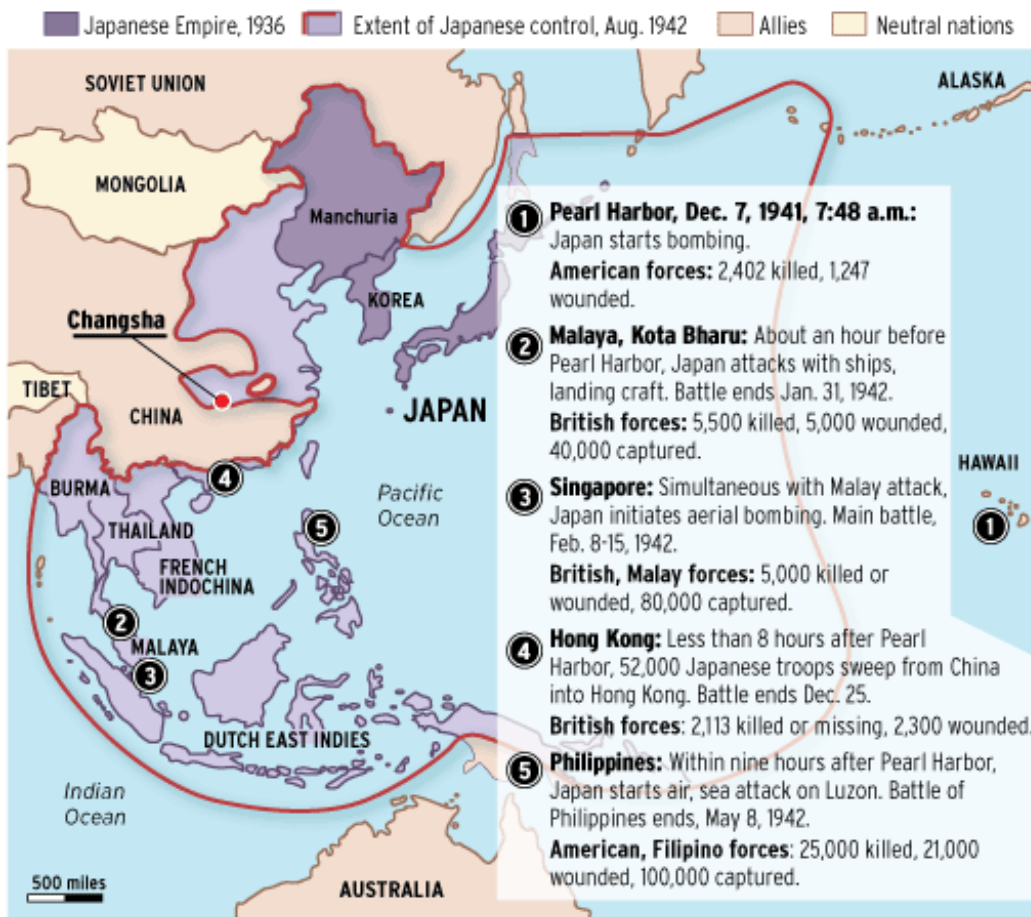 Japanese Empire, 1936 Extent of Japanese control, Aug. 1942 Allies Neutral nations
SOVIET UNION
ALASKA
MONGOLIA
Manchuria
KOREA
Changsha
TIBET
CHINA
JAPAN
4
BURMA
Pacific
Ocean
5
THAILAND
FRENCH
INDOCHINA
2
MALAYA
3
DUTCH EAST INDIES
Indian
Ocean
500 miles
AUSTRALIA
HAWAII
1
1 Pearl Harbor, Dec. 7, 1941, 7:48 a.m.:
Japan starts bombing.
American forces: 2,402 killed, 1,247
wounded.
2 Malaya, Kota Bharu: About an hour before
Pearl Harbor, Japan attacks with ships,
landing craft. Battle ends Jan. 31, 1942.
British forces: 5,500 killed, 5,000 wounded,
40,000 captured.
3 Singapore: Simultaneous with Malay attack,
Japan initiates aerial bombing. Main battle,
Feb. 8-15, 1942.
British, Malay forces: 5,000 killed or
wounded, 80,000 captured.
4 Hong Kong: Less than 8 hours after Pearl
Harbor, 52,000 Japanese troops sweep from China
into Hong Kong. Battle ends Dec. 25.
British forces: 2,113 killed or missing, 2,300 wounded.
5 Philippines: Within nine hours after Pearl Harbor,
Japan starts air, sea attack on Luzon. Battle of
Philippines ends, May 8, 1942.
American, Filipino forces: 25,000 killed, 21,000
wounded, 100,000 captured.